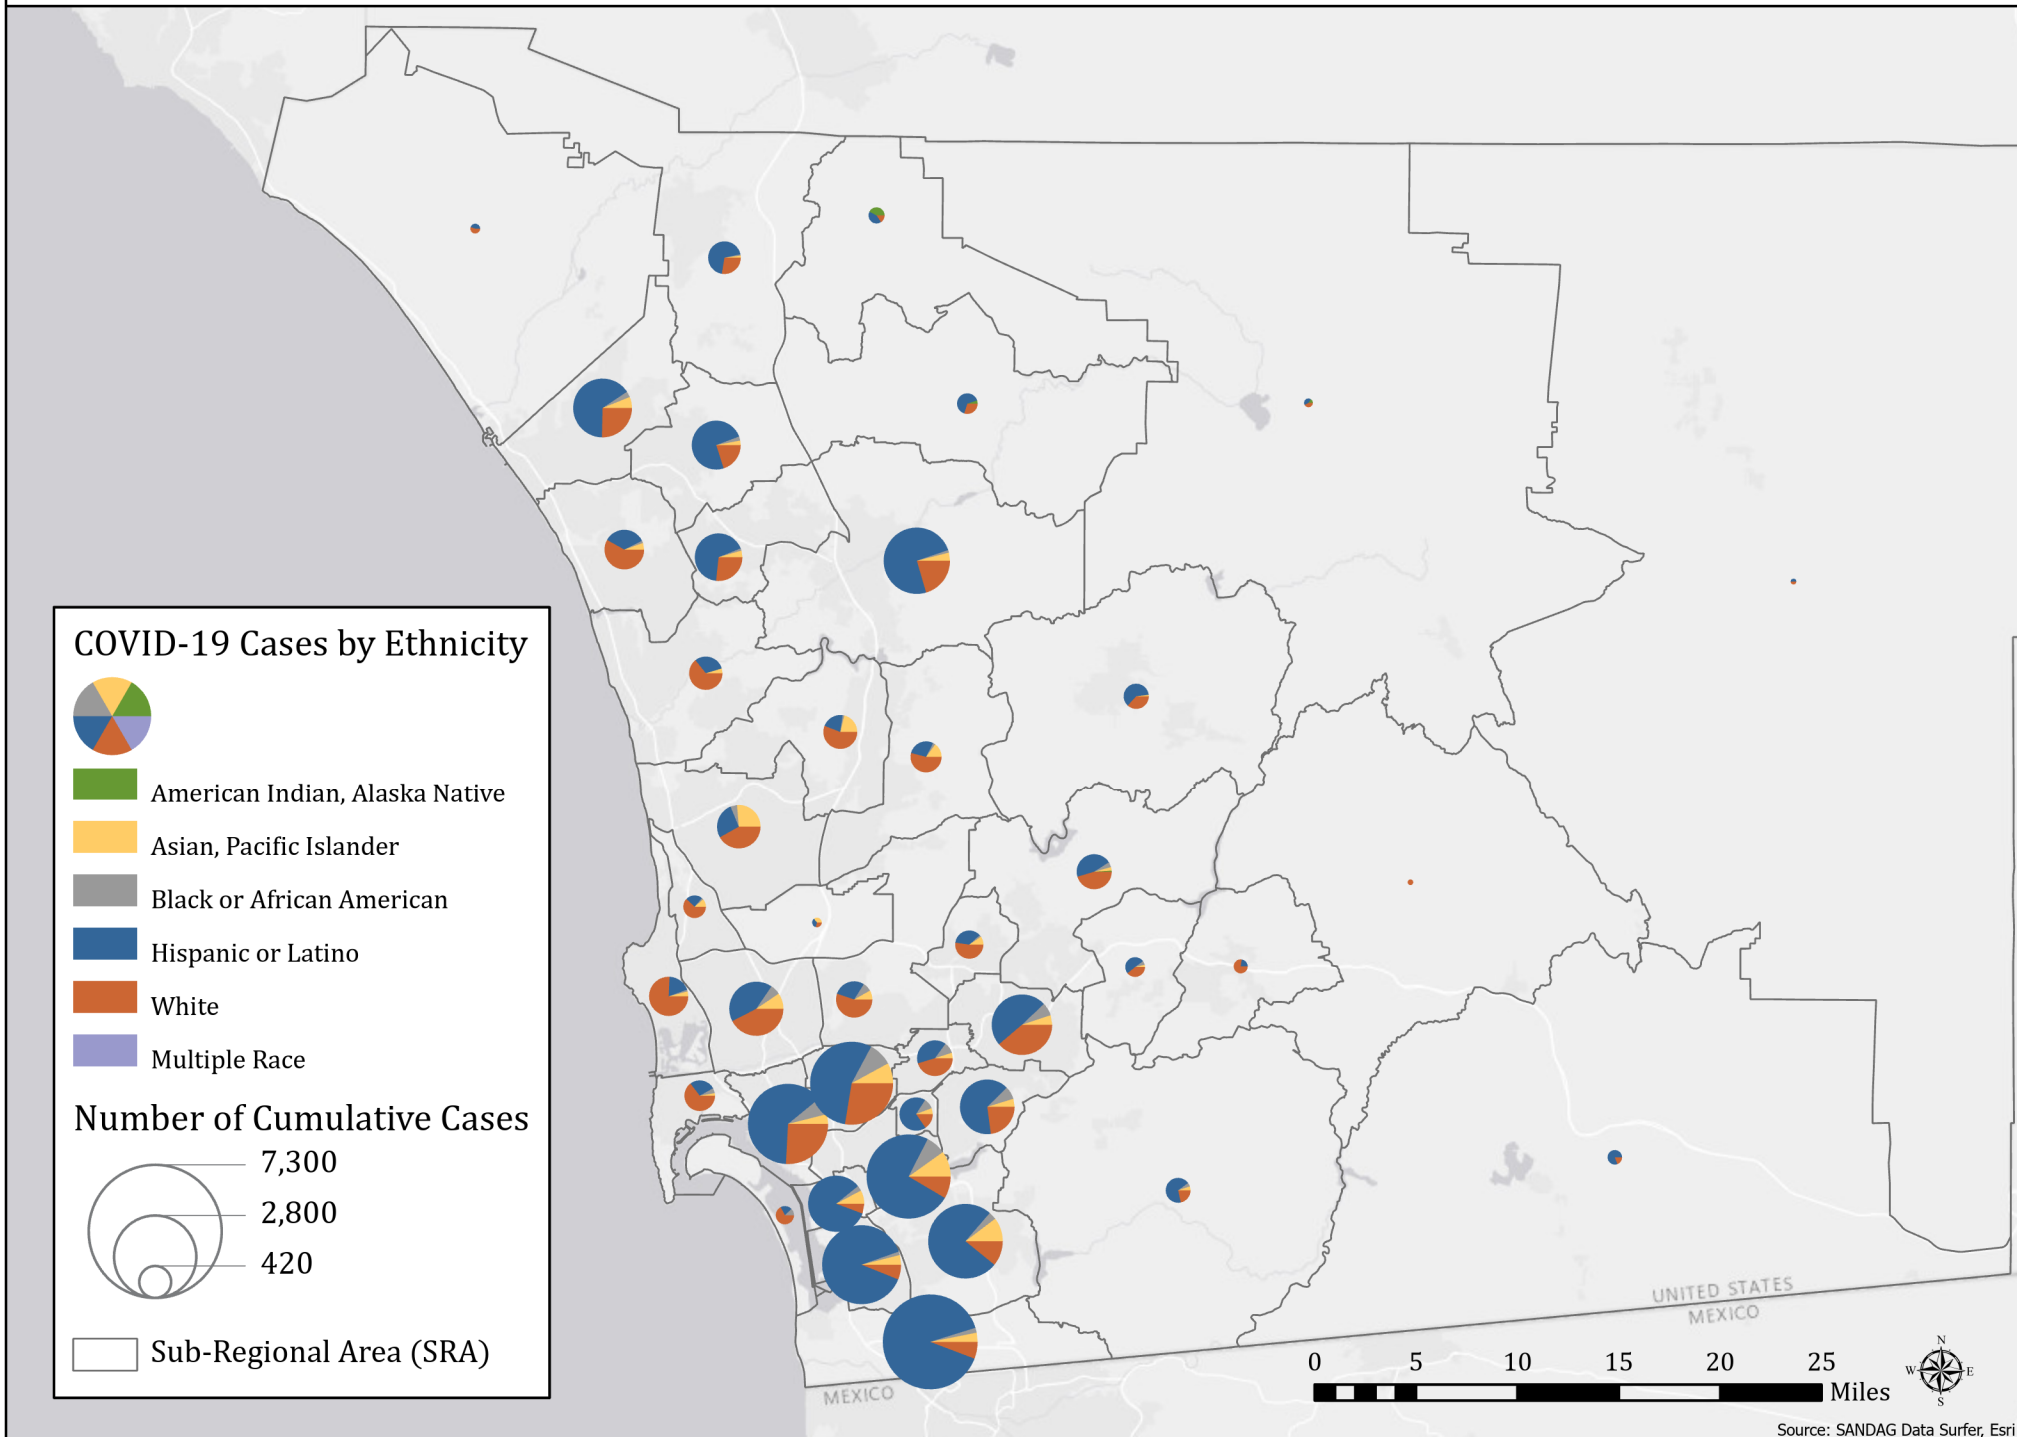 COVID-19 Cases by Ethnicity
American Indian, Alaska Native
Asian, Pacific Islander
Black or African American
Hispanic or Latino
White
Multiple Race
Number of Cumulative Cases
7,300
2,800
420
Sub-Regional Area (SRA)
UNITED STATES
MEXICO
MEXICO
0 5 10 15 20 25
Miles
N
W E
S
Source: SANDAG Data Surfer, Esri